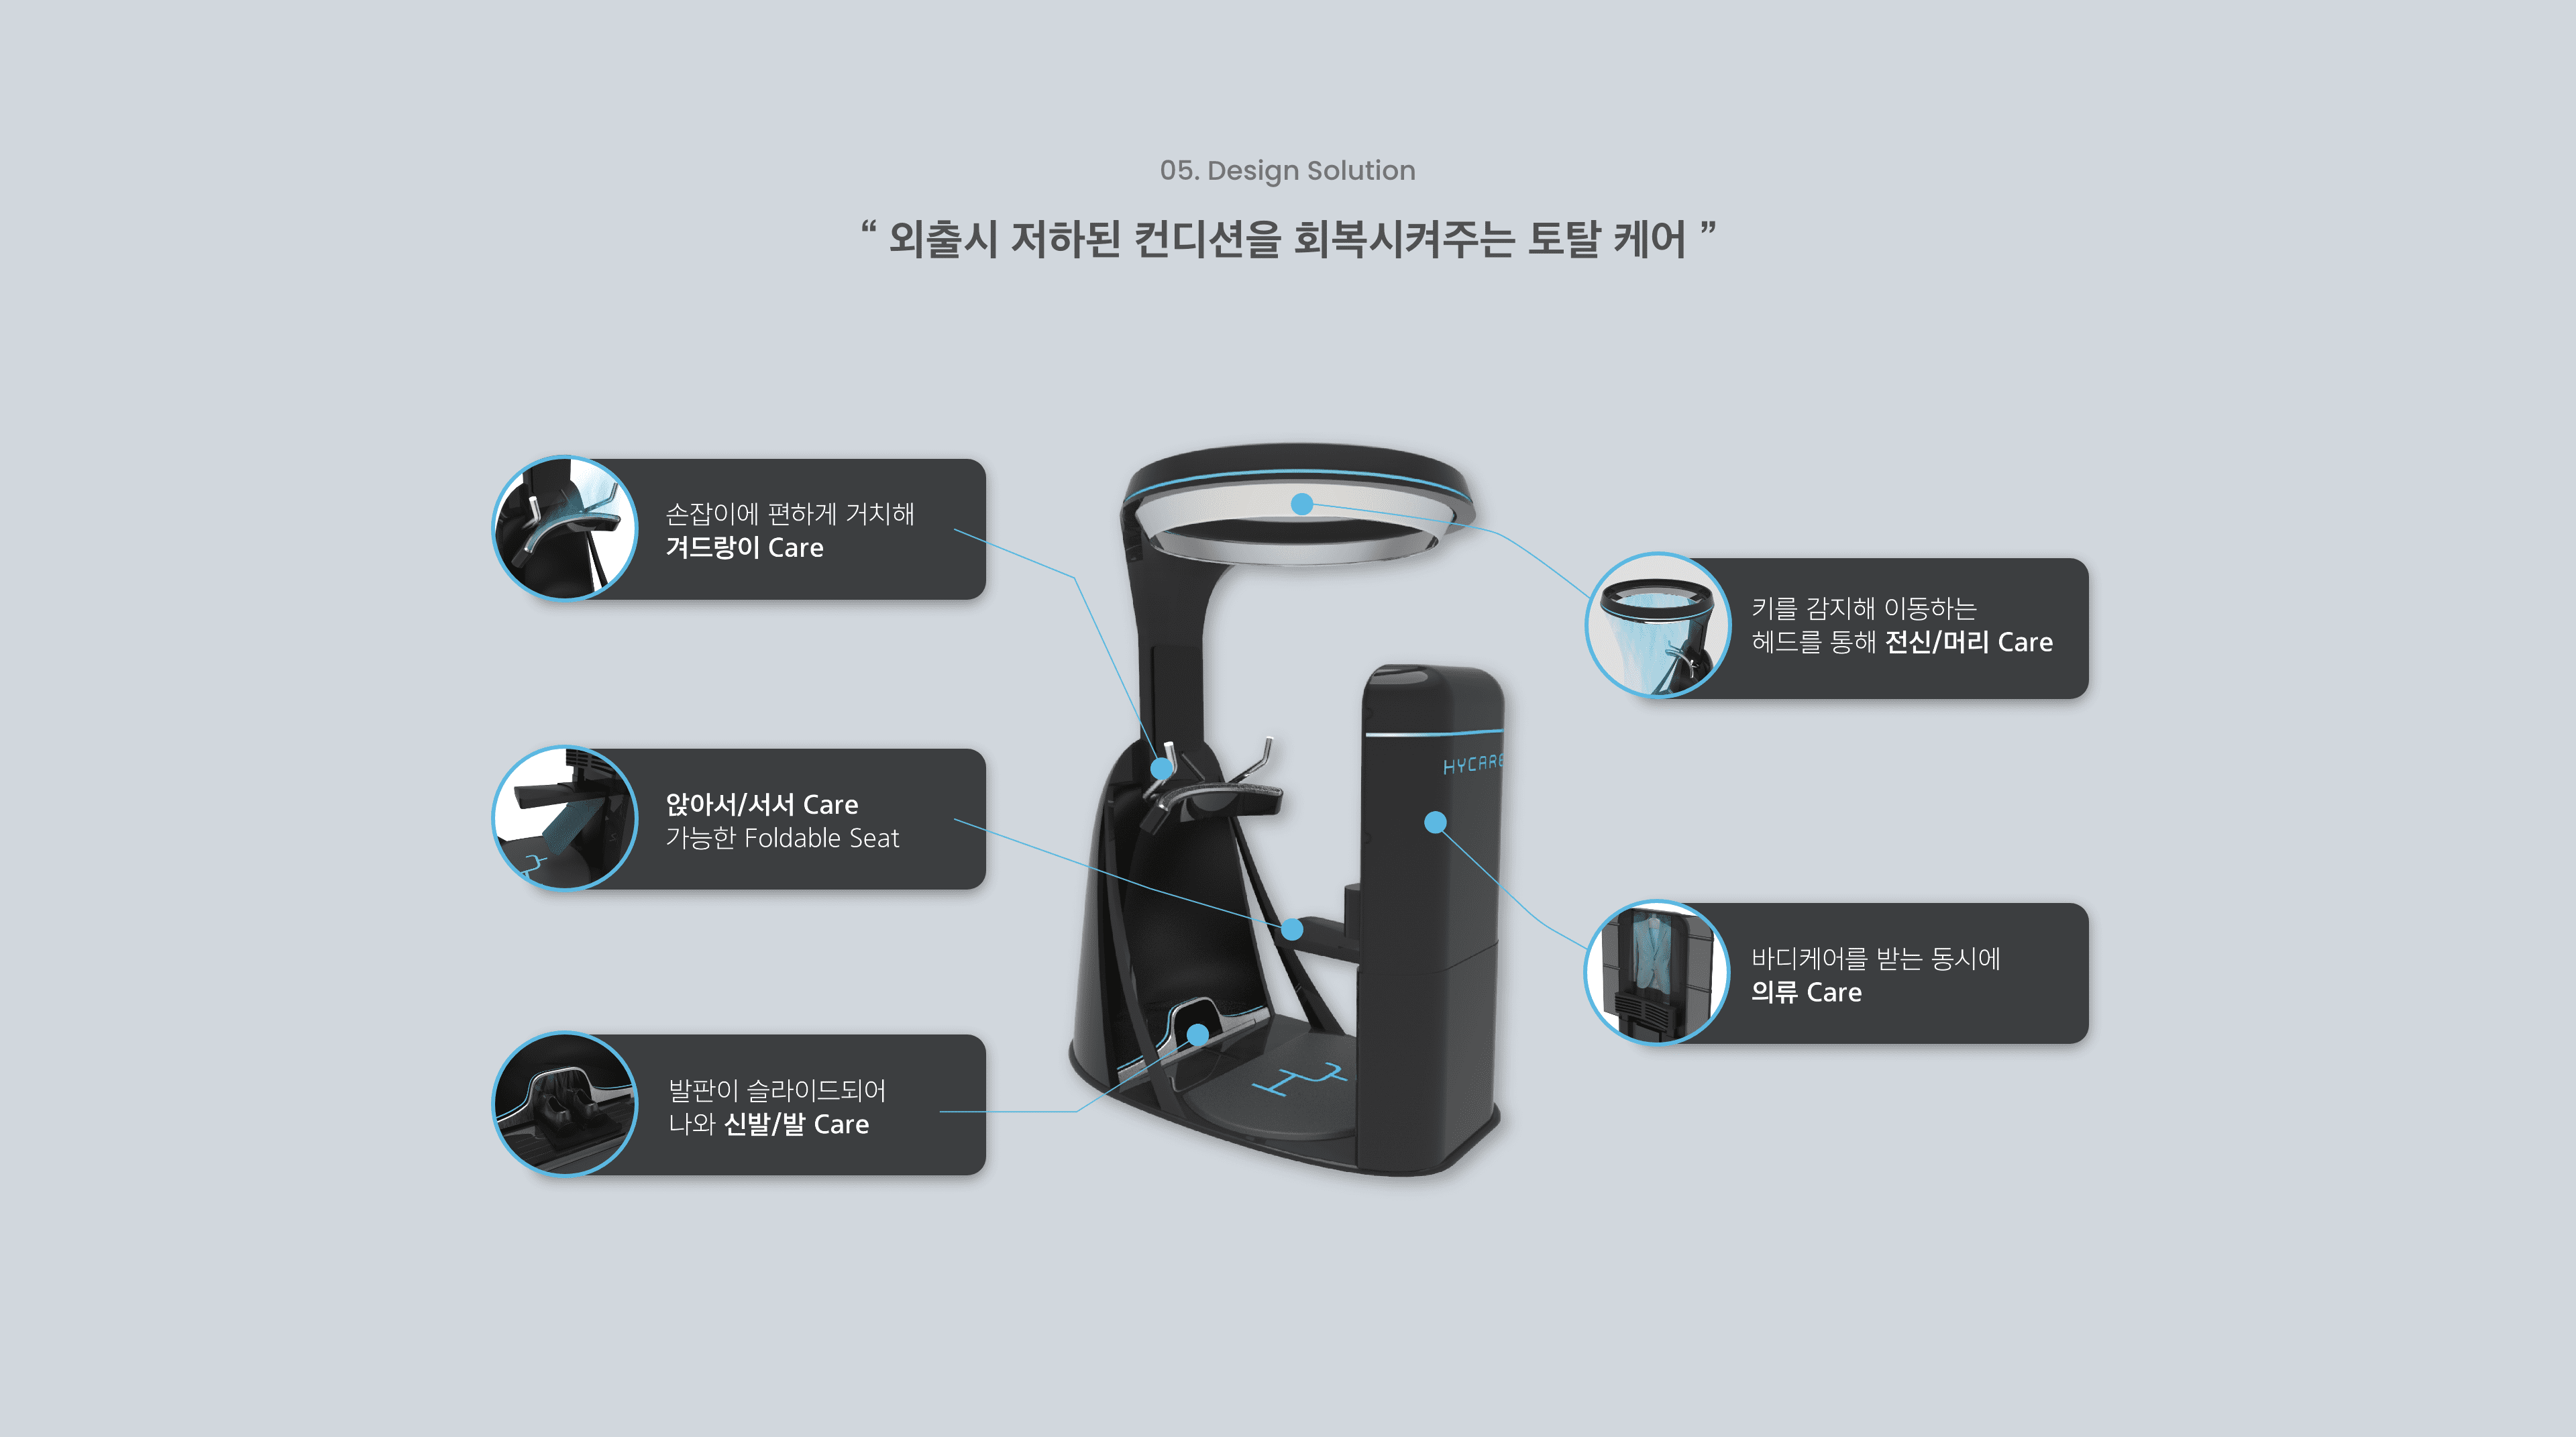 05. Design Solution
“ 외출시 저하된 컨디션을 회복시켜주는 토탈 케어 ”
손잡이에 편하게 거치해
겨드랑이 Care
키를 감지해 이동하는
헤드를 통해 전신/머리 Care
HYCARE
앉아서/서서 Care
가능한 Foldable Seat
바디케어를 받는 동시에
의류 Care
발판이 슬라이드되어
나와 신발/발 Care